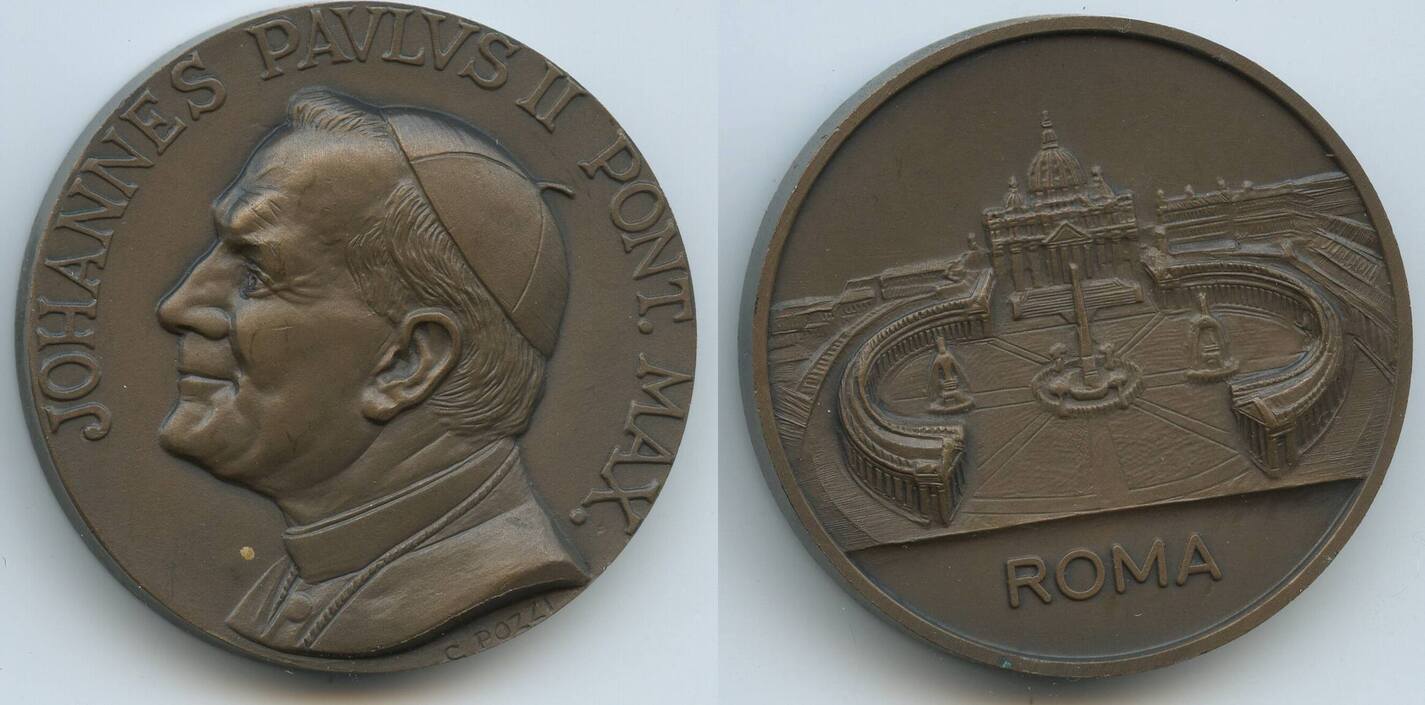 JOHANNES PAVLVS II PONT. MAX.
C. POZZI
ROMA